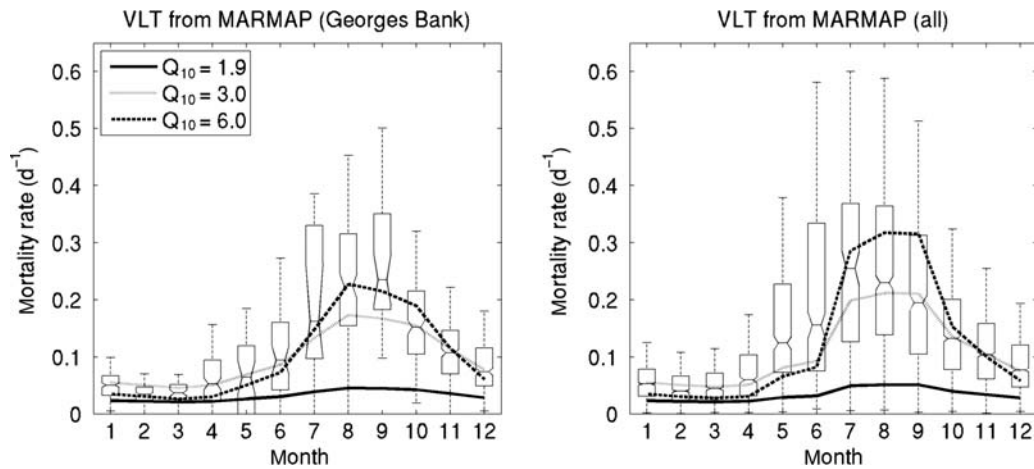 VLT from MARMAP (Georges Bank)
Mortality rate (d⁻¹)
0.6
0.5
0.4
0.3
0.2
0.1
0
Q₁₀ = 1.9
Q₁₀ = 3.0
Q₁₀ = 6.0
1 2 3 4 5 6 7 8 9 10 11 12
Month
VLT from MARMAP (all)
Mortality rate (d⁻¹)
0.6
0.5
0.4
0.3
0.2
0.1
0
1 2 3 4 5 6 7 8 9 10 11 12
Month